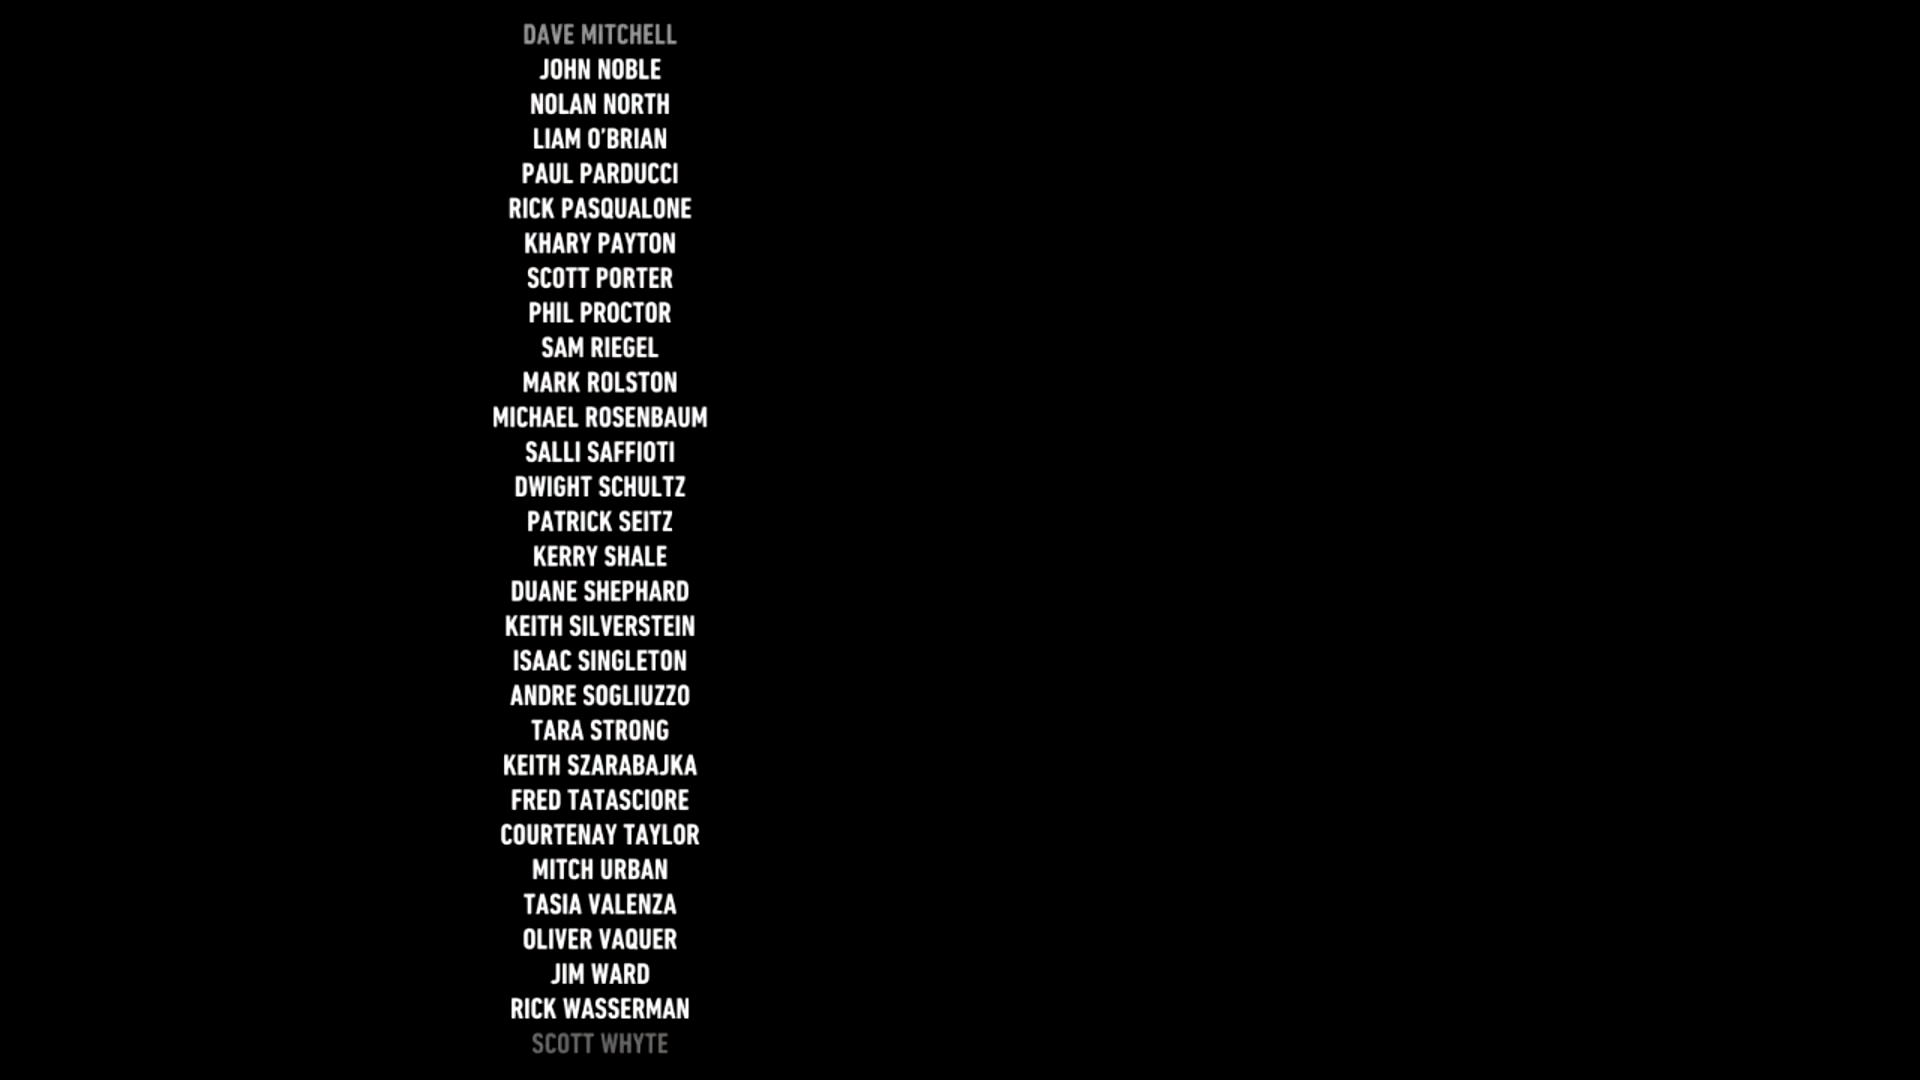 DAVE MITCHELL
JOHN NOBLE
NOLAN NORTH
LIAM O'BRIAN
PAUL PARDUCCI
RICK PASQUALONE
KHARY PAYTON
SCOTT PORTER
PHIL PROCTOR
SAM RIEGEL
MARK ROLSTON
MICHAEL ROSENBAUM
SALLI SAFFIOTI
DWIGHT SCHULTZ
PATRICK SEITZ
KERRY SHALE
DUANE SHEPHARD
KEITH SILVERSTEIN
ISAAC SINGLETON
ANDRE SOGLIUZZO
TARA STRONG
KEITH SZARABAJKA
FRED TATASCIORE
COURTENAY TAYLOR
MITCH URBAN
TASIA VALENZA
OLIVER VAQUER
JIM WARD
RICK WASSERMAN
SCOTT WHYTE